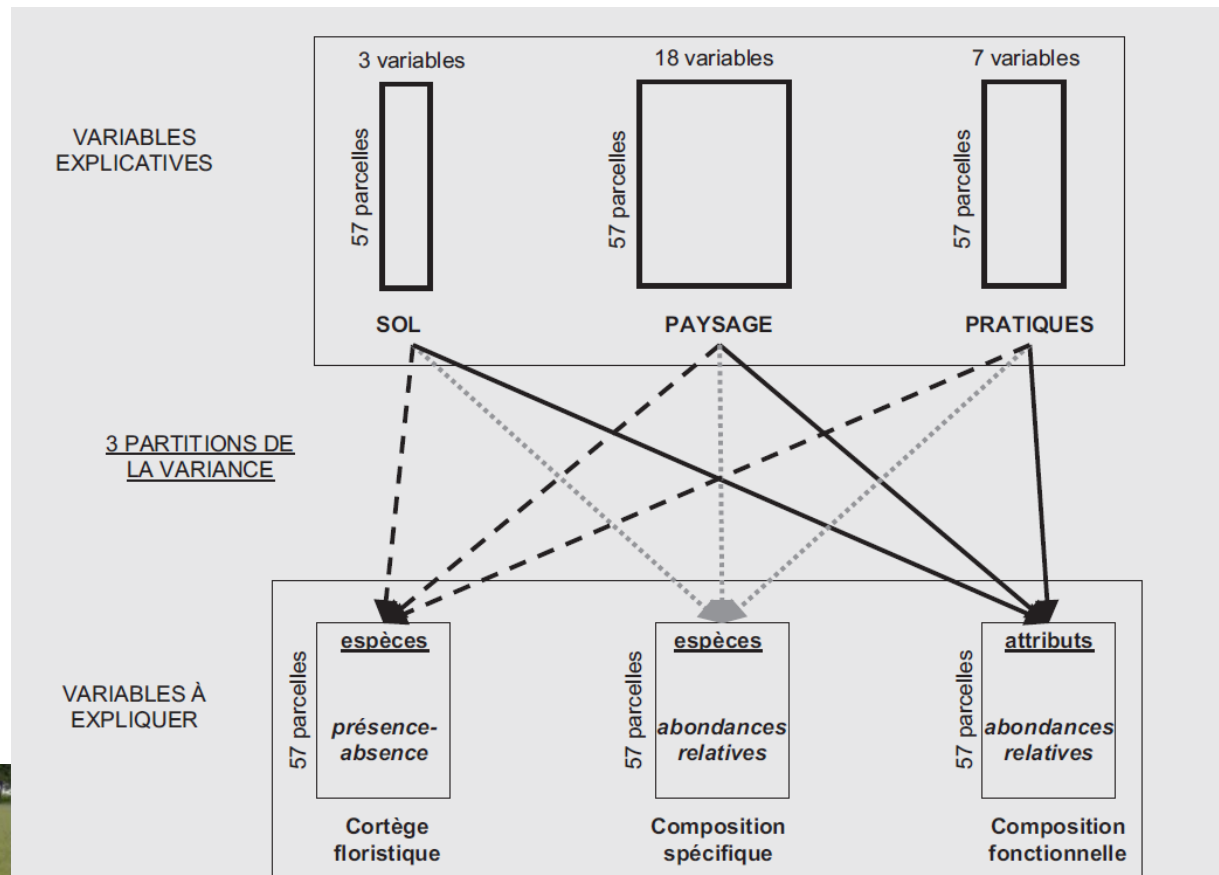 3 variables
18 variables
7 variables
VARIABLES
EXPLICATIVES
57 parcelles
57 parcelles
57 parcelles
SOL
PAYSAGE
PRATIQUES
3 PARTITIONS DE
LA VARIANCE
VARIABLES À
EXPLIQUER
57 parcelles
espèces
présence-
absence
57 parcelles
espèces
abondances
relatives
57 parcelles
attributs
abondances
relatives
Cortège
floristique
Composition
spécifique
Composition
fonctionnelle